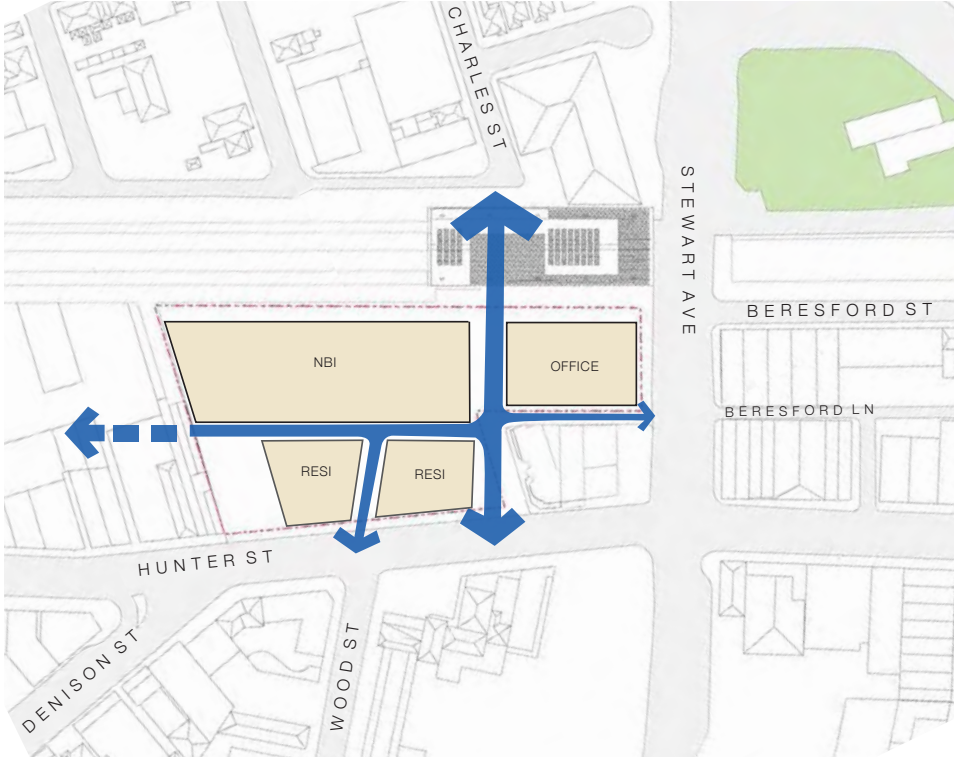 CHARLES ST
STEWART AVE
BERESFORD ST
NBI
OFFICE
BERESFORD LN
RESI
RESI
HUNTER ST
DENISON ST
WOOD ST